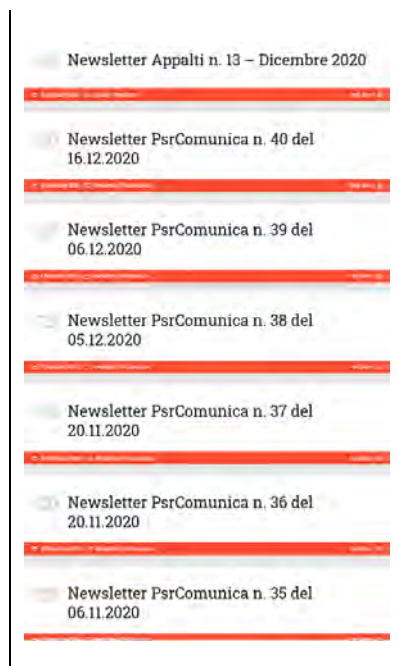 Newsletter Appalti n. 13 – Dicembre 2020
Newsletter PsrComunica n. 40 del
16.12.2020
Newsletter PsrComunica n. 39 del
06.12.2020
Newsletter PsrComunica n. 38 del
05.12.2020
Newsletter PsrComunica n. 37 del
20.11.2020
Newsletter PsrComunica n. 36 del
20.11.2020
Newsletter PsrComunica n. 35 del
06.11.2020